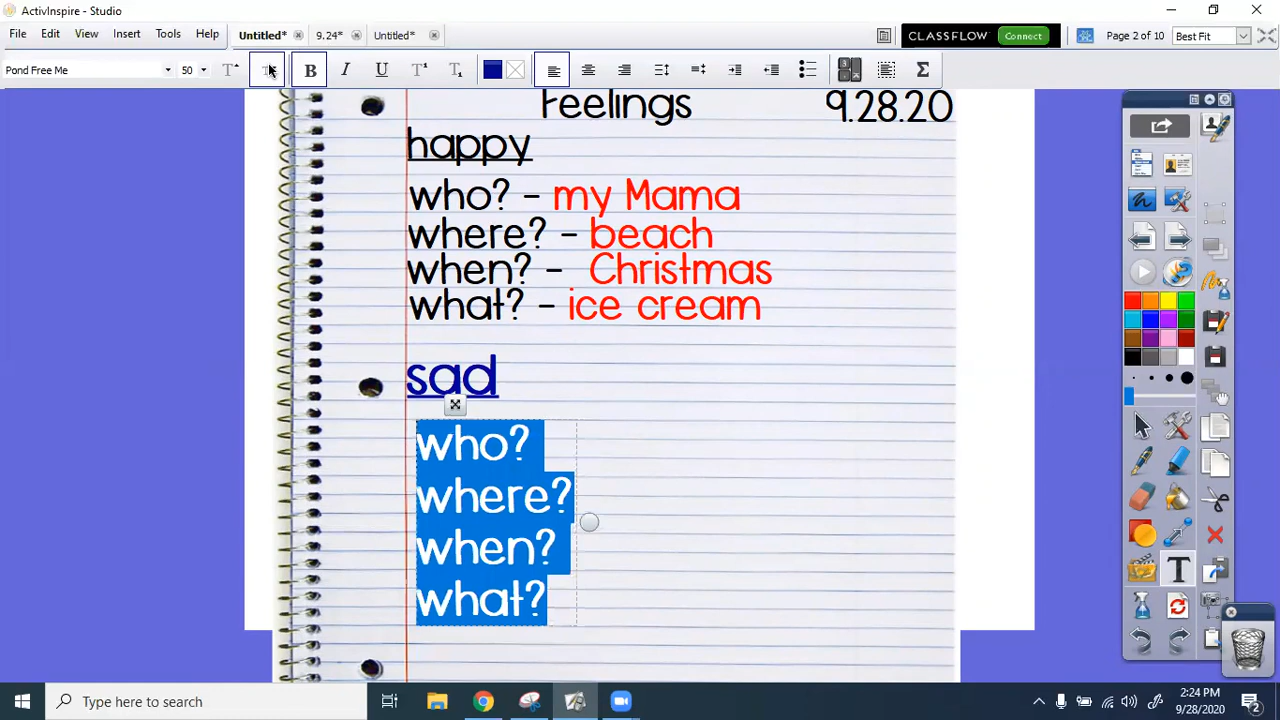 ActivInspire - Studio
File Edit View Insert Tools Help Untitled* 9.24* Untitled* CLASSFLOW Connect Page 2 of 10 Best Fit
Pond Free Me 50 B I U Σ
Feelings 9.28.20
happy
who? - my Mama
where? - beach
when? - Christmas
what? - ice cream
sad
who?
where?
when?
what?
Type here to search
2:24 PM
9/28/2020
2